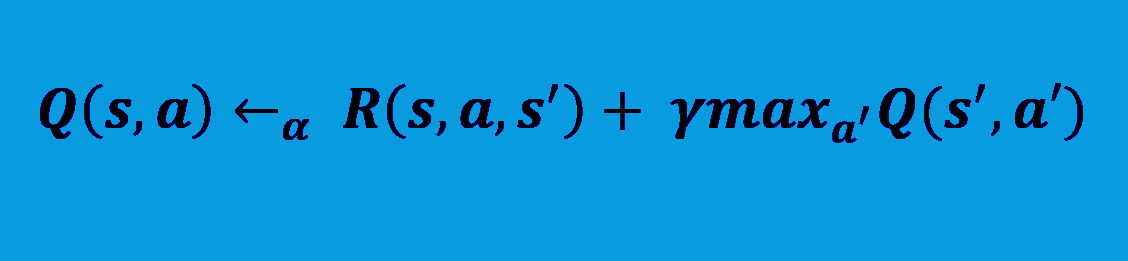 Q(s, a) ←α R(s, a, s′) + γmaxa′Q(s′, a′)